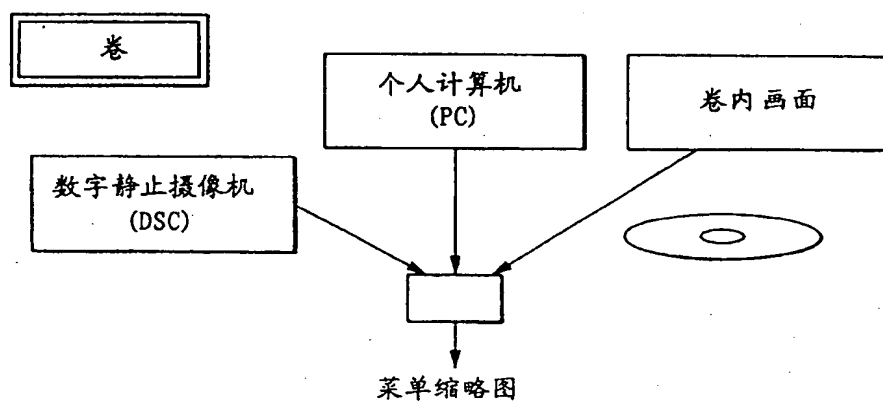 卷
个人计算机
(PC)
卷内画面
数字静止摄像机
(DSC)
菜单缩略图